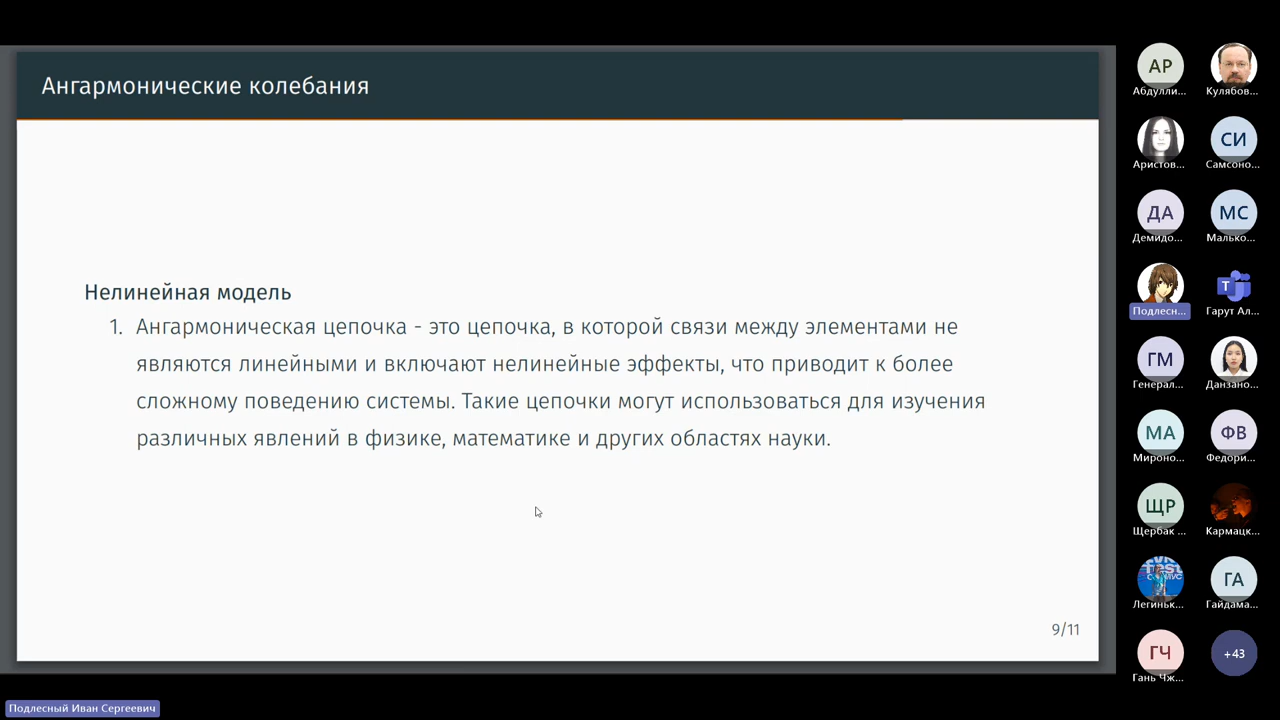 Ангармонические колебания
Нелинейная модель
1. Ангармоническая цепочка - это цепочка, в которой связи между элементами не
являются линейными и включают нелинейные эффекты, что приводит к более
сложному поведению системы. Такие цепочки могут использоваться для изучения
различных явлений в физике, математике и других областях науки.
9/11
АР
Абдулли...
Кулябов...
Аристов...
СИ
Самсоно...
ДА
Демидо...
МС
Малько...
Подлесн...
T
Гарут Ал...
ГМ
Генерал...
Данзано...
МА
Мироно...
ФВ
Федори...
ЩР
Щербак ...
Кармацк...
Легиньк...
ГА
Гайдама...
ГЧ
Гань Чж...
+43
Подлесный Иван Сергеевич